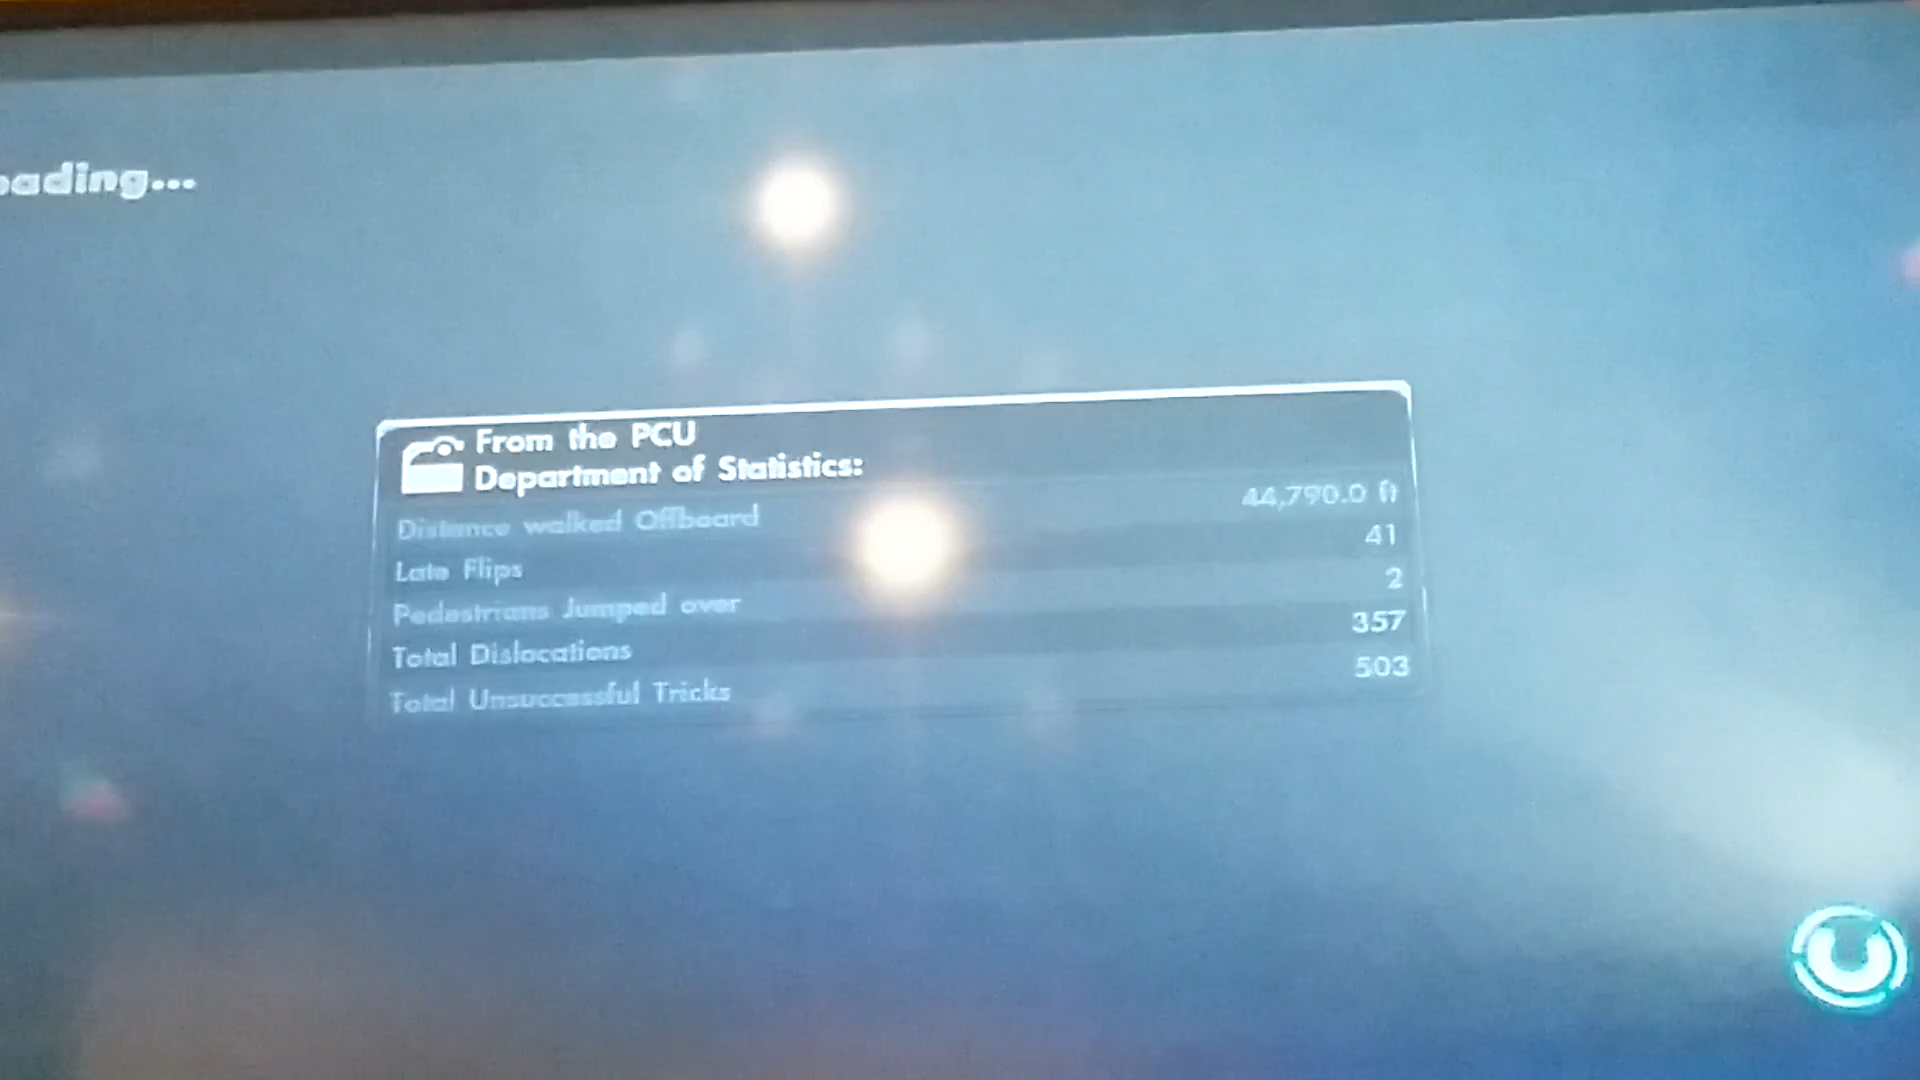 oading...
From the PCU
Department of Statistics:
Distance walked Offboard 44,790.0 ft
Late Flips 41
Pedestrians Jumped over 2
Total Dislocations 357
Total Unsuccessful Tricks 503